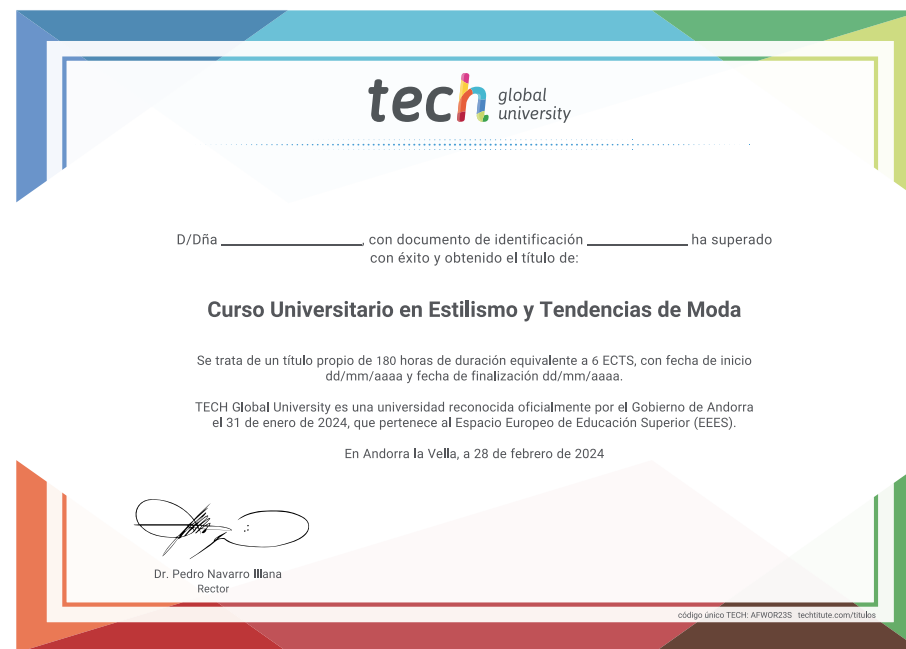 tech global university
D/Dña ________________, con documento de identificación ____________ ha superado
con éxito y obtenido el título de:
Curso Universitario en Estilismo y Tendencias de Moda
Se trata de un título propio de 180 horas de duración equivalente a 6 ECTS, con fecha de inicio
dd/mm/aaaa y fecha de finalización dd/mm/aaaa.
TECH Global University es una universidad reconocida oficialmente por el Gobierno de Andorra
el 31 de enero de 2024, que pertenece al Espacio Europeo de Educación Superior (EEES).
En Andorra la Vella, a 28 de febrero de 2024
Dr. Pedro Navarro Illana
Rector
código único TECH: AFWOR23S techtitute.com/titulos